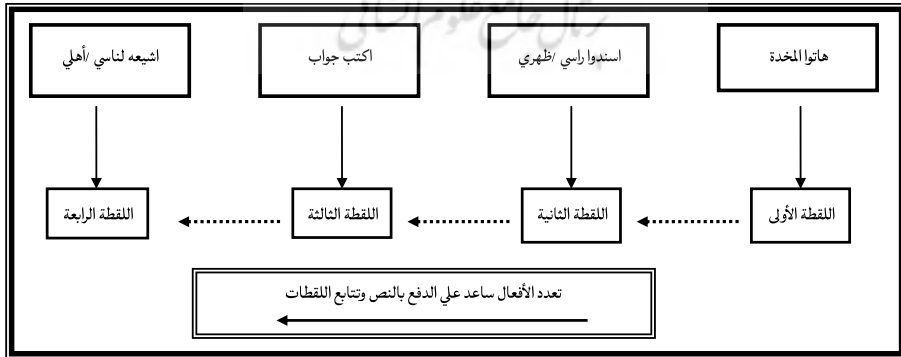 هاتوا المخدة
اسندوا راسي /ظهري
اكتب جواب
اشيعه لناسي /أهلي
اللقطة الأولى
اللقطة الثانية
اللقطة الثالثة
اللقطة الرابعة
تعدد الأفعال ساعد علي الدفع بالنص وتتابع اللقطات